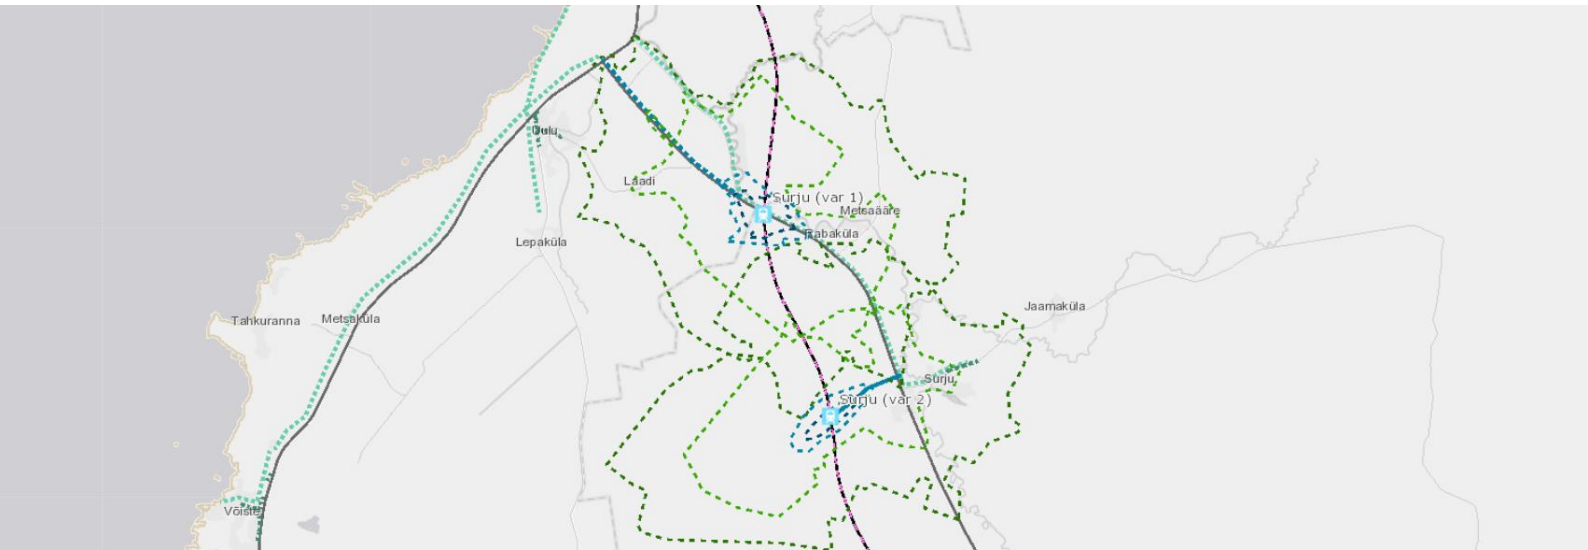 Uulu
Laadi
Surju (var 1)
Metsaääre
Rabaküla
Lepaküla
Jaamaküla
Tahkuranna
Metsaküla
Surju
Surju (var 2)
Võiste